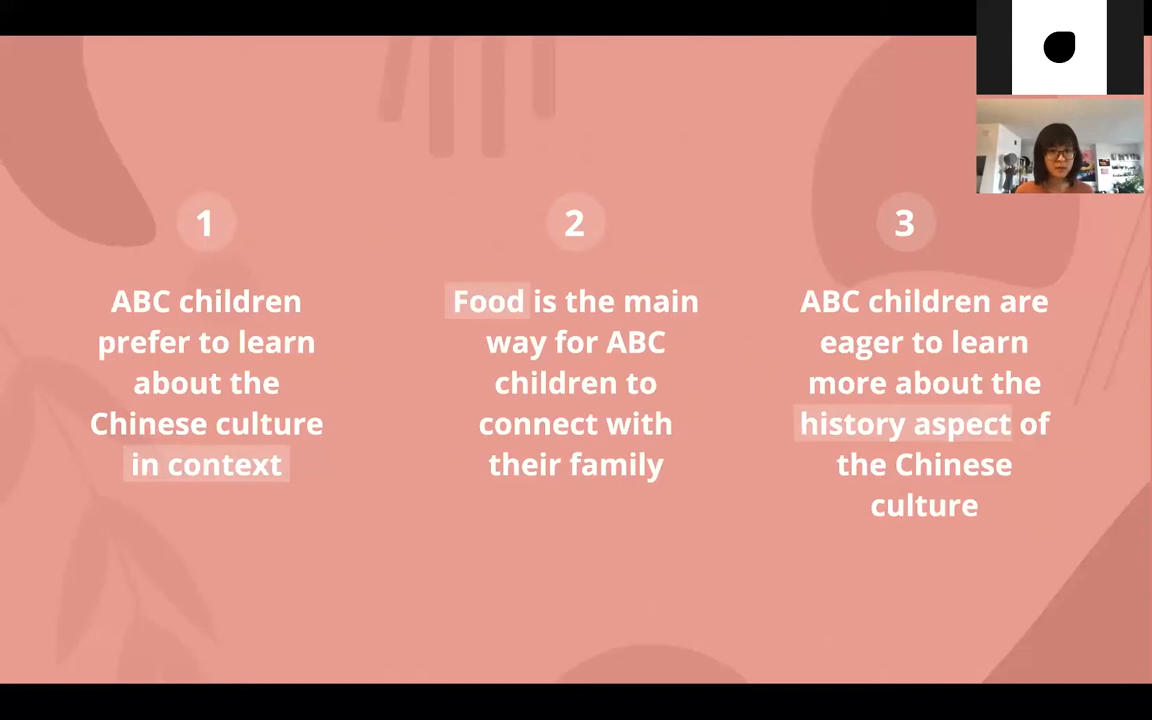 1
ABC children
prefer to learn
about the
Chinese culture
in context
2
Food is the main
way for ABC
children to
connect with
their family
3
ABC children are
eager to learn
more about the
history aspect of
the Chinese
culture